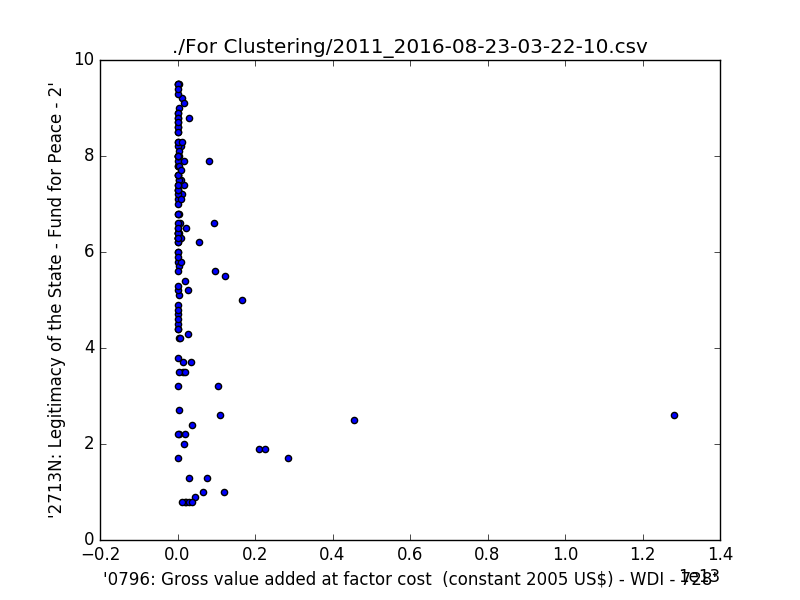 ./For Clustering/2011_2016-08-23-03-22-10.csv
10
8
6
4
2
0
'2713N: Legitimacy of the State - Fund for Peace - 2'
−0.2 0.0 0.2 0.4 0.6 0.8 1.0 1.2 1.4
1e13
'0796: Gross value added at factor cost  (constant 2005 US$) - WDI - 728'